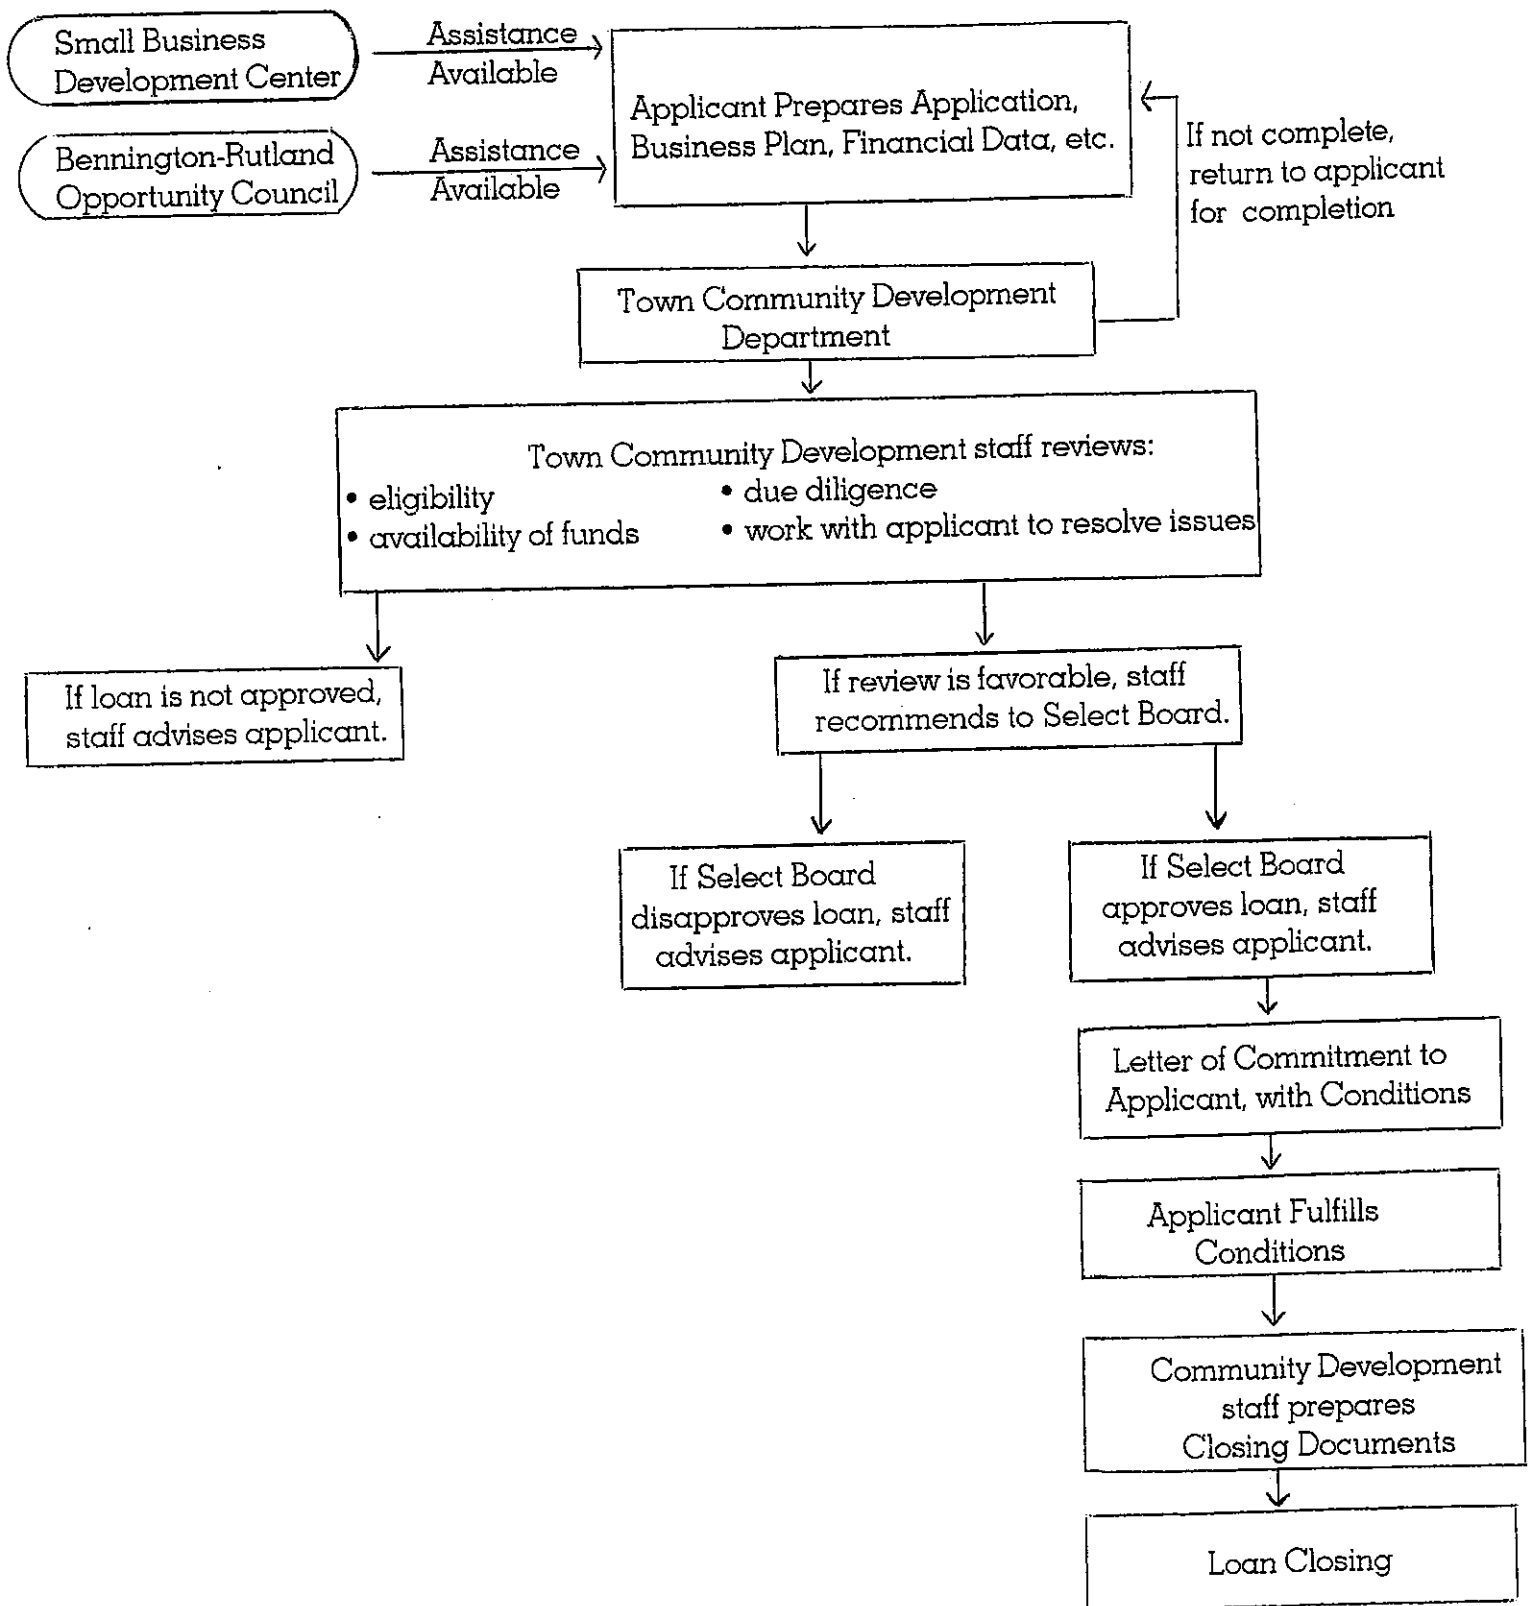 Small Business
Development Center
Assistance
Available
Bennington-Rutland
Opportunity Council
Assistance
Available
Applicant Prepares Application,
Business Plan, Financial Data, etc.
If not complete,
return to applicant
for completion
Town Community Development
Department
Town Community Development staff reviews:
• eligibility
• availability of funds
• due diligence
• work with applicant to resolve issues
If loan is not approved,
staff advises applicant.
If review is favorable, staff
recommends to Select Board.
If Select Board
disapproves loan, staff
advises applicant.
If Select Board
approves loan, staff
advises applicant.
Letter of Commitment to
Applicant, with Conditions
Applicant Fulfills
Conditions
Community Development
staff prepares
Closing Documents
Loan Closing